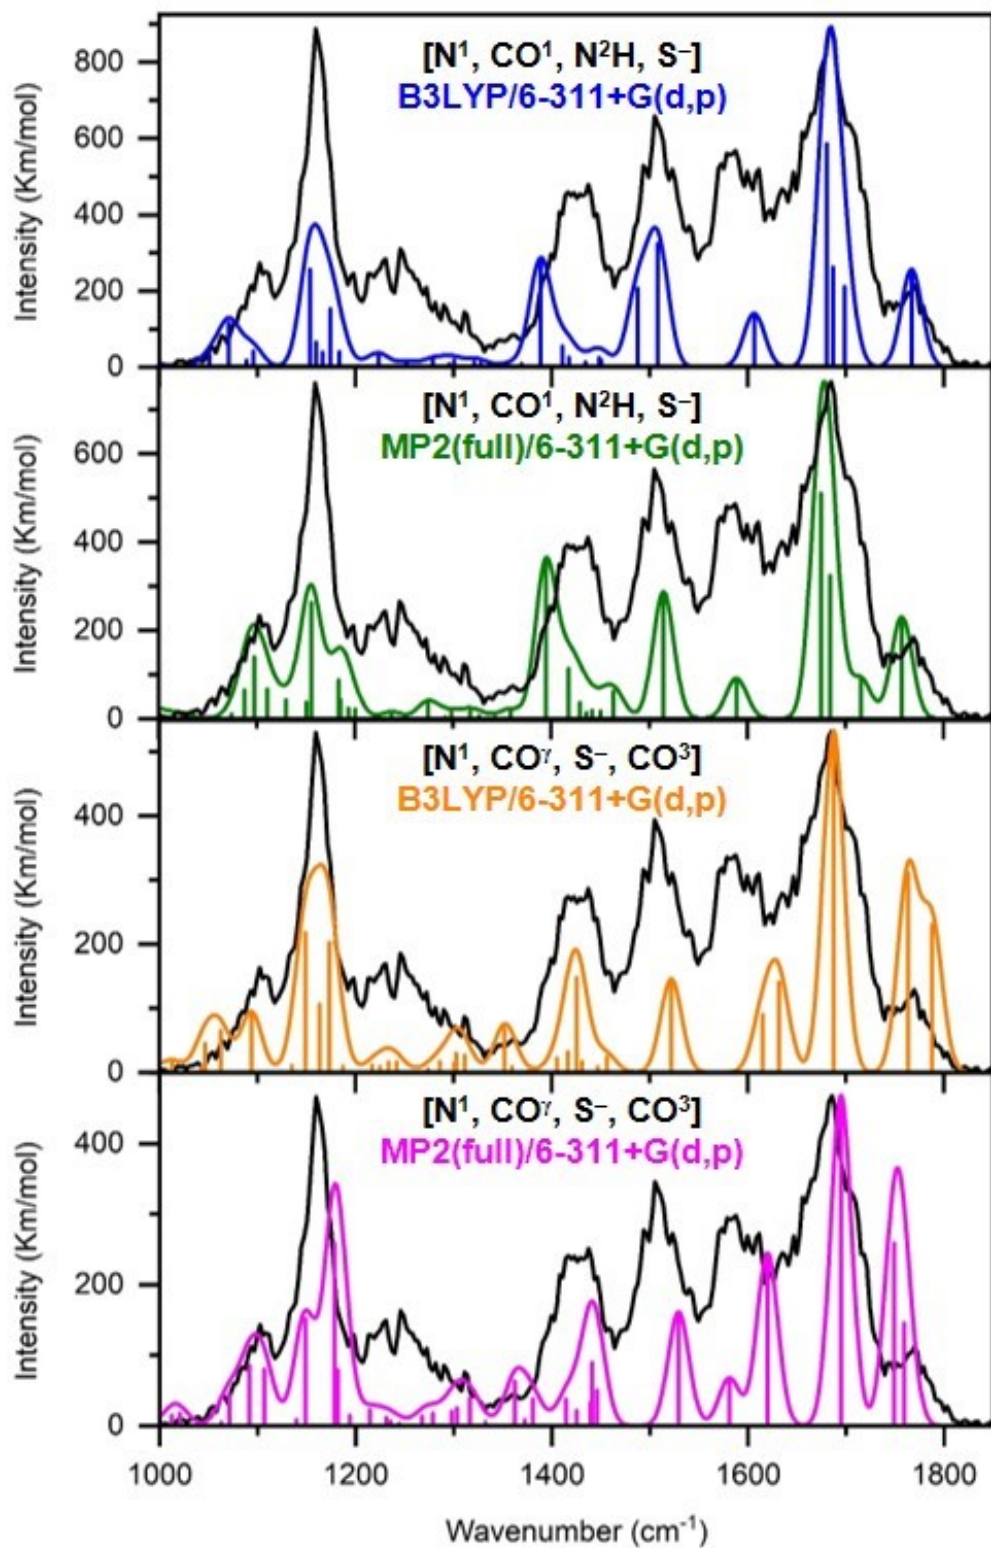 [N¹, CO¹, N²H, S⁻]
B3LYP/6-311+G(d,p)
800
600
400
200
0
Intensity (Km/mol)
[N¹, CO¹, N²H, S⁻]
MP2(full)/6-311+G(d,p)
600
400
200
0
Intensity (Km/mol)
[N¹, COᵞ, S⁻, CO³]
B3LYP/6-311+G(d,p)
400
200
0
Intensity (Km/mol)
[N¹, COᵞ, S⁻, CO³]
MP2(full)/6-311+G(d,p)
400
200
0
Intensity (Km/mol)
1000 1200 1400 1600 1800
Wavenumber (cm⁻¹)